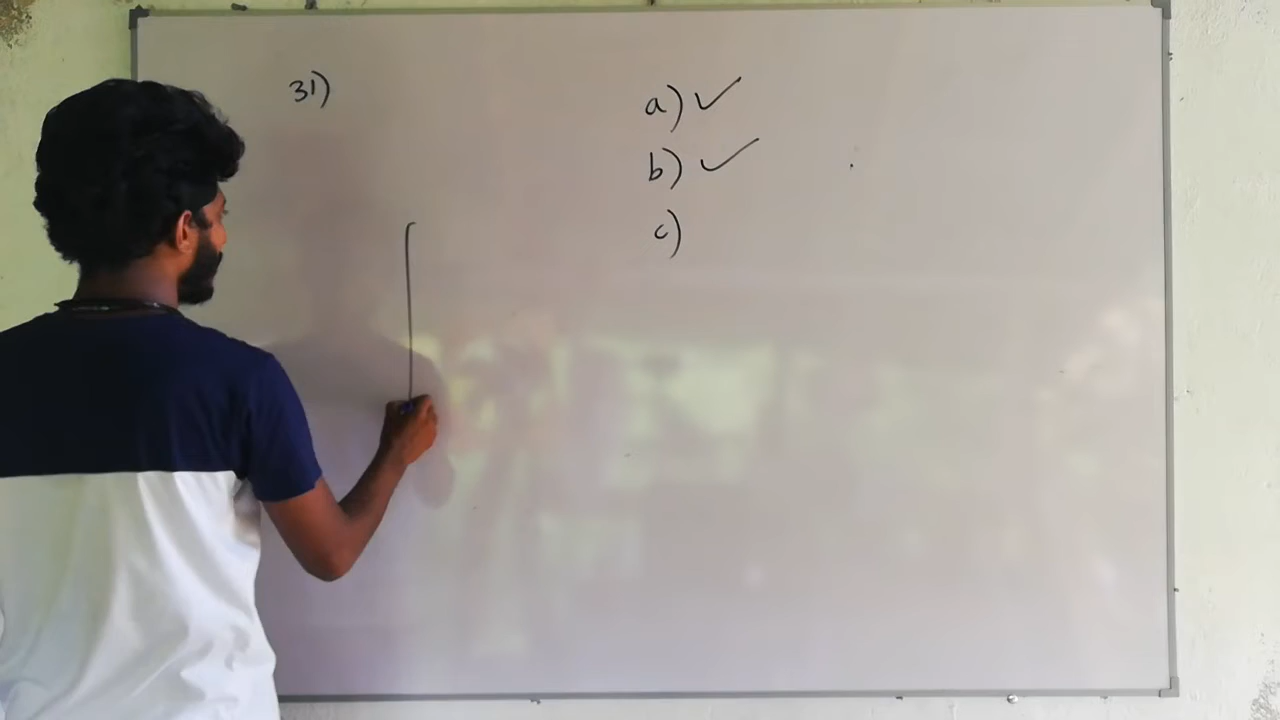 31)
a) ✓
b) ✓
c)